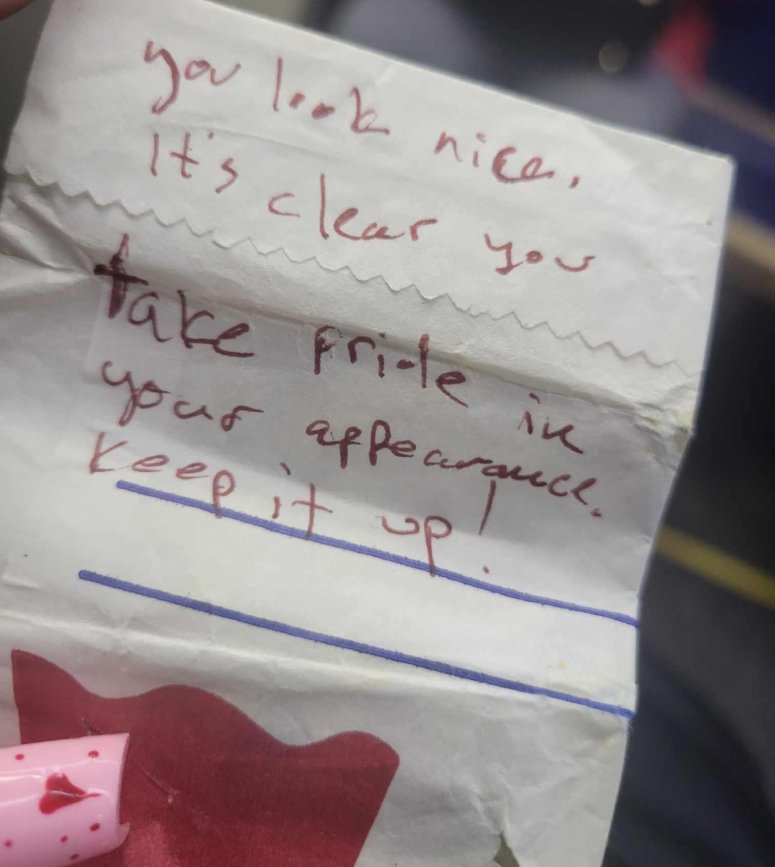 you look nice.
It's clear you
take pride in
your appearance.
Keep it up!